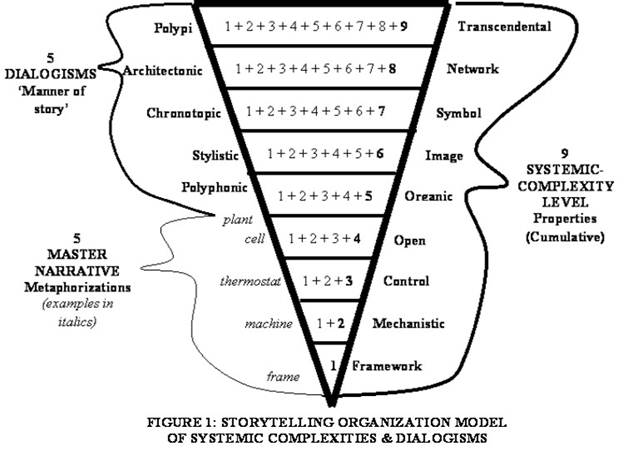 Polypi 1+2+3+4+5+6+7+8+9 Transcendental
5
DIALOGISMS
'Manner of
story'
Architectonic 1+2+3+4+5+6+7+8 Network
Chronotopic 1+2+3+4+5+6+7 Symbol
Stylistic 1+2+3+4+5+6 Image
Polyphonic 1+2+3+4+5 Organic
9
SYSTEMIC-
COMPLEXITY
LEVEL
Properties
(Cumulative)
plant
cell 1+2+3+4 Open
5
MASTER
NARRATIVE
Metaphorizations
(examples in
italics)
thermostat 1+2+3 Control
machine 1+2 Mechanistic
frame 1 Framework
FIGURE 1: STORYTELLING ORGANIZATION MODEL
OF SYSTEMIC COMPLEXITIES & DIALOGISMS